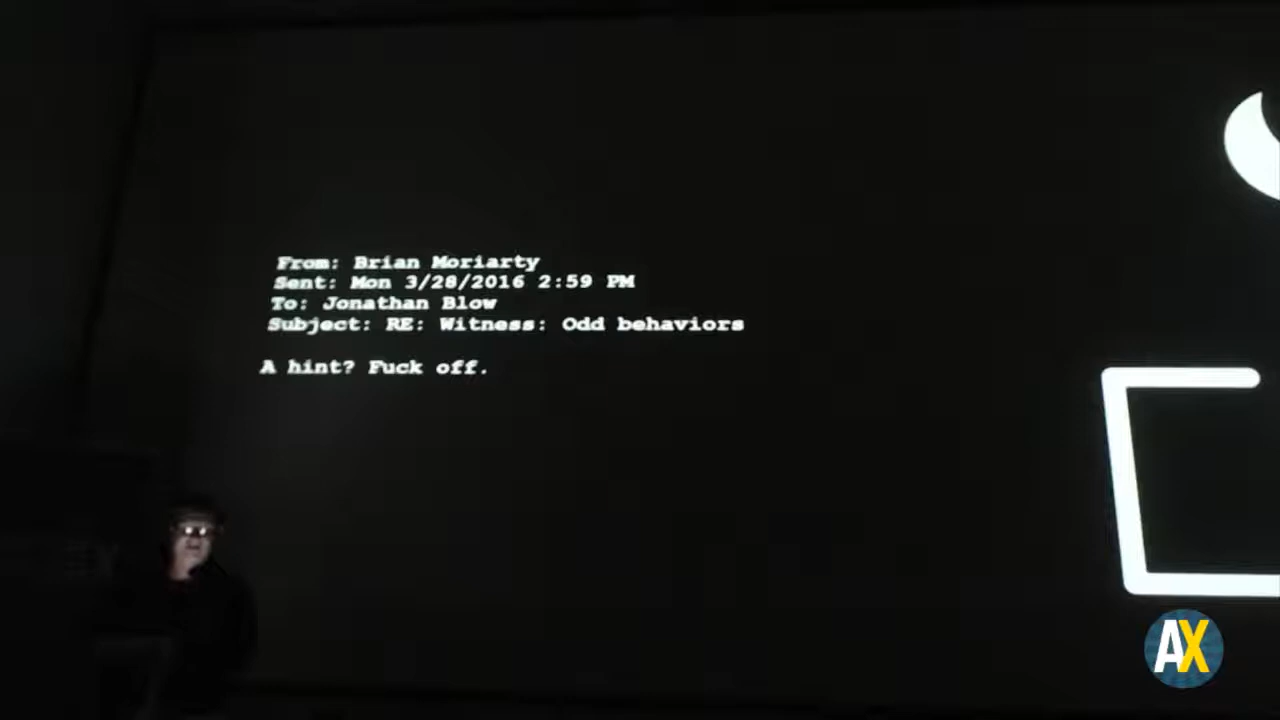 From: Brian Moriarty
Sent: Mon 3/28/2016 2:59 PM
To: Jonathan Blow
Subject: RE: Witness: Odd behaviors
A hint? Fuck off.
AX